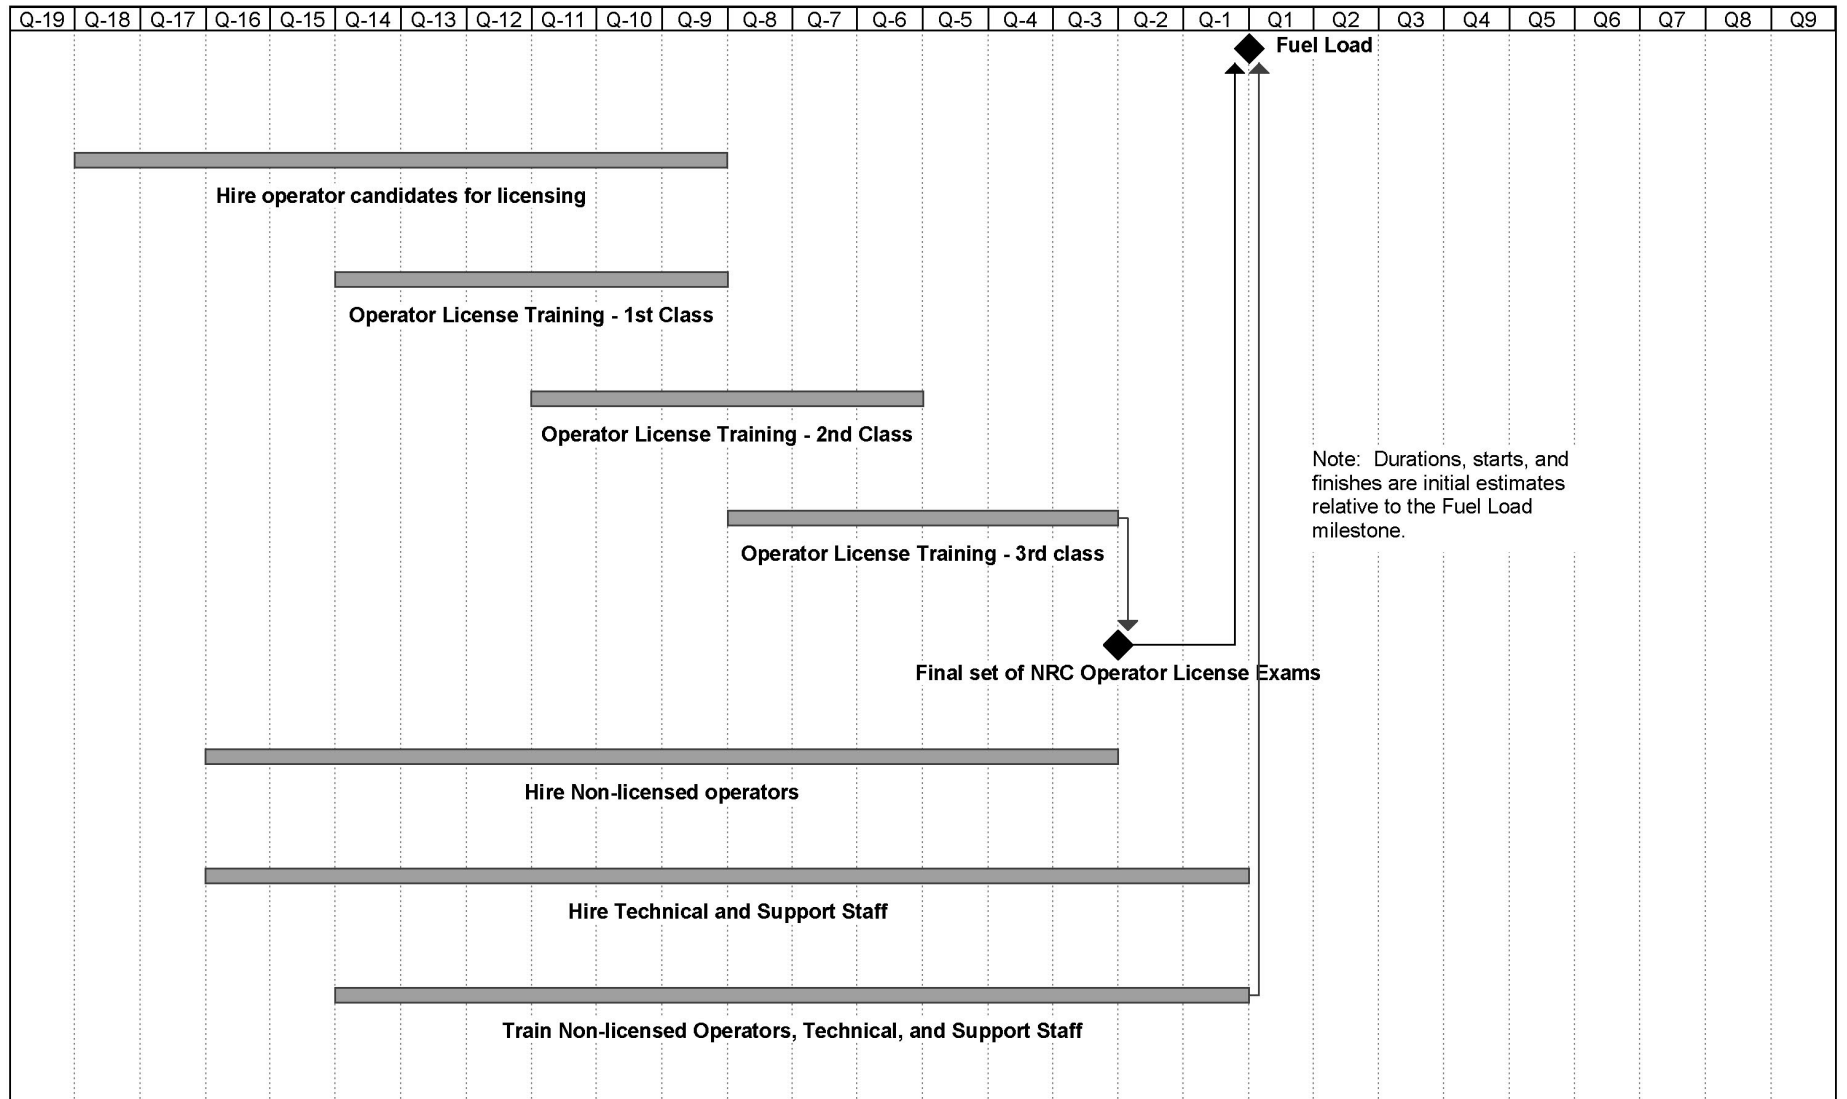 Q-19 Q-18 Q-17 Q-16 Q-15 Q-14 Q-13 Q-12 Q-11 Q-10 Q-9 Q-8 Q-7 Q-6 Q-5 Q-4 Q-3 Q-2 Q-1 Q1 Q2 Q3 Q4 Q5 Q6 Q7 Q8 Q9
Fuel Load
Hire operator candidates for licensing
Operator License Training - 1st Class
Operator License Training - 2nd Class
Note: Durations, starts, and
finishes are initial estimates
relative to the Fuel Load
milestone.
Operator License Training - 3rd class
Final set of NRC Operator License Exams
Hire Non-licensed operators
Hire Technical and Support Staff
Train Non-licensed Operators, Technical, and Support Staff